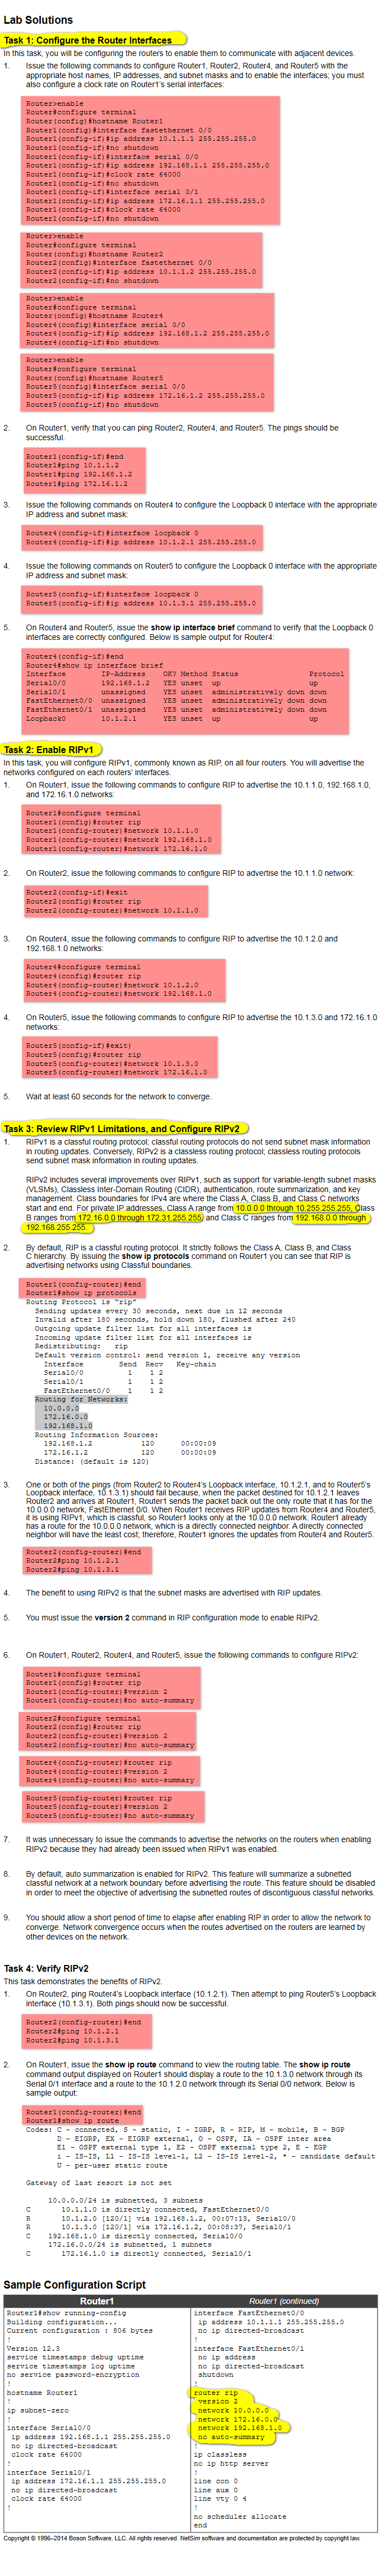 Lab Solutions
Task 1: Configure the Router Interfaces
In this task, you will be configuring the routers to enable them to communicate with adjacent devices.
1. Issue the following commands to configure Router1, Router2, Router4, and Router5 with the
appropriate host names, IP addresses, and subnet masks and to enable the interfaces; you must
also configure a clock rate on Router1's serial interfaces:
Router>enable
Router#configure terminal
Router(config)#hostname Router1
Router1(config)#interface fastethernet 0/0
Router1(config-if)#ip address 10.1.1.1 255.255.255.0
Router1(config-if)#no shutdown
Router1(config-if)#interface serial 0/0
Router1(config-if)#ip address 192.168.1.1 255.255.255.0
Router1(config-if)#clock rate 64000
Router1(config-if)#no shutdown
Router1(config-if)#interface serial 0/1
Router1(config-if)#ip address 172.16.1.1 255.255.255.0
Router1(config-if)#clock rate 64000
Router1(config-if)#no shutdown
Router>enable
Router#configure terminal
Router(config)#hostname Router2
Router2(config)#interface fastethernet 0/0
Router2(config-if)#ip address 10.1.1.2 255.255.255.0
Router2(config-if)#no shutdown
Router>enable
Router#configure terminal
Router(config)#hostname Router4
Router4(config)#interface serial 0/0
Router4(config-if)#ip address 192.168.1.2 255.255.255.0
Router4(config-if)#no shutdown
Router>enable
Router#configure terminal
Router(config)#hostname Router5
Router5(config)#interface serial 0/0
Router5(config-if)#ip address 172.16.1.2 255.255.255.0
Router5(config-if)#no shutdown
2. On Router1, verify that you can ping Router2, Router4, and Router5. The pings should be
successful.
Router1(config-if)#end
Router1#ping 10.1.1.2
Router1#ping 192.168.1.2
Router1#ping 172.16.1.2
3. Issue the following commands on Router4 to configure the Loopback 0 interface with the appropriate
IP address and subnet mask:
Router4(config-if)#interface loopback 0
Router4(config-if)#ip address 10.1.2.1 255.255.255.0
4. Issue the following commands on Router5 to configure the Loopback 0 interface with the appropriate
IP address and subnet mask:
Router5(config-if)#interface loopback 0
Router5(config-if)#ip address 10.1.3.1 255.255.255.0
5. On Router4 and Router5, issue the show ip interface brief command to verify that the Loopback 0
interfaces are correctly configured. Below is sample output for Router4:
Router4(config-if)#end
Router4#show ip interface brief
Interface IP-Address OK? Method Status Protocol
Serial0/0 192.168.1.2 YES unset up up
Serial0/1 unassigned YES unset administratively down down
FastEthernet0/0 unassigned YES unset administratively down down
FastEthernet0/1 unassigned YES unset administratively down down
Loopback0 10.1.2.1 YES unset up up
Task 2: Enable RIPv1
In this task, you will configure RIPv1, commonly known as RIP, on all four routers. You will advertise the
networks configured on each routers' interfaces.
1. On Router1, issue the following commands to configure RIP to advertise the 10.1.1.0, 192.168.1.0,
and 172.16.1.0 networks:
Router1#configure terminal
Router1(config)#router rip
Router1(config-router)#network 10.1.1.0
Router1(config-router)#network 192.168.1.0
Router1(config-router)#network 172.16.1.0
2. On Router2, issue the following commands to configure RIP to advertise the 10.1.1.0 network:
Router2(config-if)#exit
Router2(config)#router rip
Router2(config-router)#network 10.1.1.0
3. On Router4, issue the following commands to configure RIP to advertise the 10.1.2.0 and
192.168.1.0 networks:
Router4#configure terminal
Router4(config)#router rip
Router4(config-router)#network 10.1.2.0
Router4(config-router)#network 192.168.1.0
4. On Router5, issue the following commands to configure RIP to advertise the 10.1.3.0 and 172.16.1.0
networks:
Router5(config-if)#exit)
Router5(config)#router rip
Router5(config-router)#network 10.1.3.0
Router5(config-router)#network 172.16.1.0
5. Wait at least 60 seconds for the network to converge.
Task 3: Review RIPv1 Limitations, and Configure RIPv2
1. RIPv1 is a classful routing protocol; classful routing protocols do not send subnet mask information
in routing updates. Conversely, RIPv2 is a classless routing protocol; classless routing protocols
send subnet mask information in routing updates.
RIPv2 includes several improvements over RIPv1, such as support for variable-length subnet masks
(VLSMs), Classless Inter-Domain Routing (CIDR), authentication, route summarization, and key
management. Class boundaries for IPv4 are where the Class A, Class B, and Class C networks
start and end. For private IP addresses, Class A range from 10.0.0.0 through 10.255.255.255, Class
B ranges from 172.16.0.0 through 172.31.255.255, and Class C ranges from 192.168.0.0 through
192.168.255.255.
2. By default, RIP is a classful routing protocol. It strictly follows the Class A, Class B, and Class
C hierarchy. By issuing the show ip protocols command on Router1 you can see that RIP is
advertising networks using Classful boundaries.
Router1(config-router)#end
Router1#show ip protocols
Routing Protocol is "rip"
Sending updates every 30 seconds, next due in 12 seconds
Invalid after 180 seconds, hold down 180, flushed after 240
Outgoing update filter list for all interfaces is
Incoming update filter list for all interfaces is
Redistributing: rip
Default version control: send version 1, receive any version
Interface Send Recv Key-chain
Serial0/0 1 1 2
Serial0/1 1 1 2
FastEthernet0/0 1 1 2
Routing for Networks:
10.0.0.0
172.16.0.0
192.168.1.0
Routing Information Sources:
192.168.1.2 120 00:00:09
172.16.1.2 120 00:00:09
Distance: (default is 120)
3. One or both of the pings (from Router2 to Router4's Loopback interface, 10.1.2.1, and to Router5's
Loopback interface, 10.1.3.1) should fail because, when the packet destined for 10.1.2.1 leaves
Router2 and arrives at Router1, Router1 sends the packet back out the only route that it has for the
10.0.0.0 network, FastEthernet 0/0. When Router1 receives RIP updates from Router4 and Router5,
it is using RIPv1, which is classful, so Router1 looks only at the 10.0.0.0 network. Router1 already
has a route for the 10.0.0.0 network, which is a directly connected neighbor. A directly connected
neighbor will have the least cost; therefore, Router1 ignores the updates from Router4 and Router5.
Router2(config-router)#end
Router2#ping 10.1.2.1
Router2#ping 10.1.3.1
4. The benefit to using RIPv2 is that the subnet masks are advertised with RIP updates.
5. You must issue the version 2 command in RIP configuration mode to enable RIPv2.
6. On Router1, Router2, Router4, and Router5, issue the following commands to configure RIPv2:
Router1#configure terminal
Router1(config)#router rip
Router1(config-router)#version 2
Router1(config-router)#no auto-summary
Router2#configure terminal
Router2(config)#router rip
Router2(config-router)#version 2
Router2(config-router)#no auto-summary
Router4(config-router)#router rip
Router4(config-router)#version 2
Router4(config-router)#no auto-summary
Router5(config-router)#router rip
Router5(config-router)#version 2
Router5(config-router)#no auto-summary
7. It was unnecessary to issue the commands to advertise the networks on the routers when enabling
RIPv2 because they had already been issued when RIPv1 was enabled.
8. By default, auto summarization is enabled for RIPv2. This feature will summarize a subnetted
classful network at a network boundary before advertising the route. This feature should be disabled
in order to meet the objective of advertising the subnetted routes of discontiguous classful networks.
9. You should allow a short period of time to elapse after enabling RIP in order to allow the network to
converge. Network convergence occurs when the routes advertised on the routers are learned by
other devices on the network.
Task 4: Verify RIPv2
This task demonstrates the benefits of RIPv2.
1. On Router2, ping Router4's Loopback interface (10.1.2.1). Then attempt to ping Router5's Loopback
interface (10.1.3.1). Both pings should now be successful.
Router2(config-router)#end
Router2#ping 10.1.2.1
Router2#ping 10.1.3.1
2. On Router1, issue the show ip route command to view the routing table. The show ip route
command output displayed on Router1 should display a route to the 10.1.3.0 network through its
Serial 0/1 interface and a route to the 10.1.2.0 network through its Serial 0/0 network. Below is
sample output:
Router1(config-router)#end
Router1#show ip route
Codes: C - connected, S - static, I - IGRP, R - RIP, M - mobile, B - BGP
D - EIGRP, EX - EIGRP external, O - OSPF, IA - OSPF inter area
E1 - OSPF external type 1, E2 - OSPF external type 2, E - EGP
i - IS-IS, L1 - IS-IS level-1, L2 - IS-IS level-2, * - candidate default
U - per-user static route
Gateway of last resort is not set
10.0.0.0/24 is subnetted, 3 subnets
C 10.1.1.0 is directly connected, FastEthernet0/0
R 10.1.2.0 [120/1] via 192.168.1.2, 00:07:13, Serial0/0
R 10.1.3.0 [120/1] via 172.16.1.2, 00:08:37, Serial0/1
C 192.168.1.0 is directly connected, Serial0/0
172.16.0.0/24 is subnetted, 1 subnets
C 172.16.1.0 is directly connected, Serial0/1
Sample Configuration Script
Router1
Router1#show running-config
Building configuration...
Current configuration : 806 bytes
!
Version 12.3
service timestamps debug uptime
service timestamps log uptime
no service password-encryption
!
hostname Router1
!
ip subnet-zero
!
interface Serial0/0
ip address 192.168.1.1 255.255.255.0
no ip directed-broadcast
clock rate 64000
!
interface Serial0/1
ip address 172.16.1.1 255.255.255.0
no ip directed-broadcast
clock rate 64000
!
Router1 (continued)
interface FastEthernet0/0
ip address 10.1.1.1 255.255.255.0
no ip directed-broadcast
!
interface FastEthernet0/1
no ip address
no ip directed-broadcast
shutdown
!
router rip
version 2
network 10.0.0.0
network 172.16.0.0
network 192.168.1.0
no auto-summary
!
ip classless
no ip http server
!
line con 0
line aux 0
line vty 0 4
!
no scheduler allocate
end
Copyright © 1996–2014 Boson Software, LLC. All rights reserved. NetSim software and documentation are protected by copyright law.